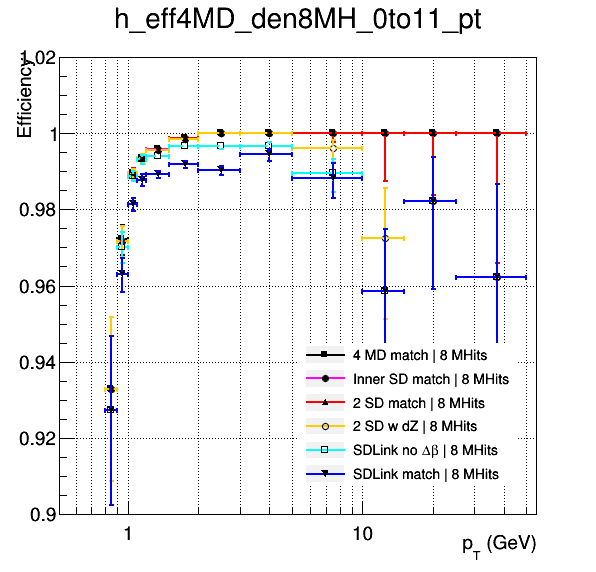 h_eff4MD_den8MH_0to11_pt
Efficiency
1.02
1
0.98
0.96
0.94
0.92
0.9
4 MD match | 8 MHits
Inner SD match | 8 MHits
2 SD match | 8 MHits
2 SD w dZ | 8 MHits
SDLink no Δβ | 8 MHits
SDLink match | 8 MHits
1
10
p_T (GeV)